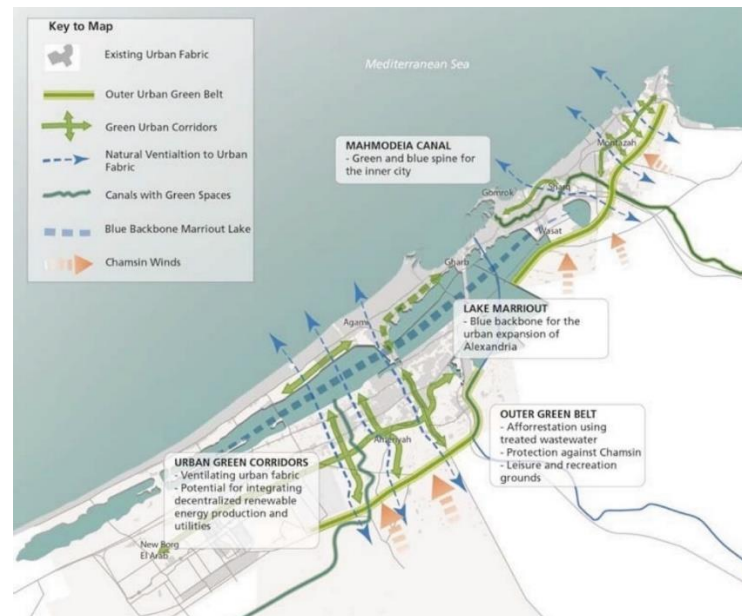 Key to Map
Existing Urban Fabric
Outer Urban Green Belt
Green Urban Corridors
Natural Ventialtion to Urban
Fabric
Canals with Green Spaces
Blue Backbone Marriout Lake
Chamsin Winds
Mediterranean Sea
MAHMODEIA CANAL
- Green and blue spine for
the inner city
Montazah
Sharq
Gomrok
Wasat
Gharb
LAKE MARRIOUT
- Blue backbone for the
urban expansion of
Alexandria
Agami
OUTER GREEN BELT
- Afforrestation using
treated wastewater
- Protection against Chamsin
- Leisure and recreation
grounds
URBAN GREEN CORRIDORS
- Ventilating urban fabric
- Potential for integrating
decentralized renewable
energy production and
utilities
New Borg
El Arab